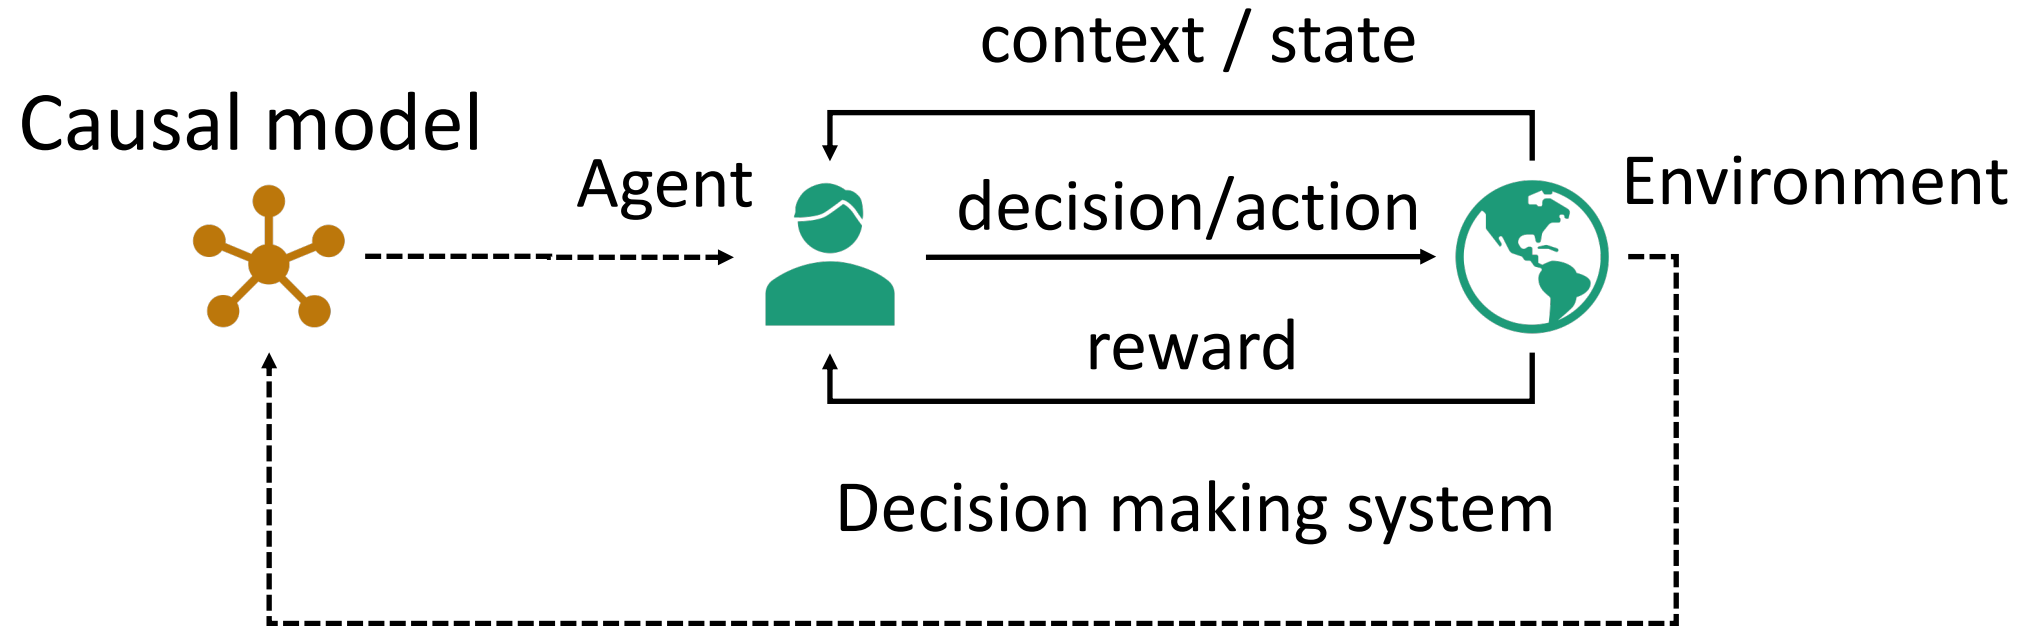 context / state
Causal model
Agent
decision/action
Environment
reward
Decision making system